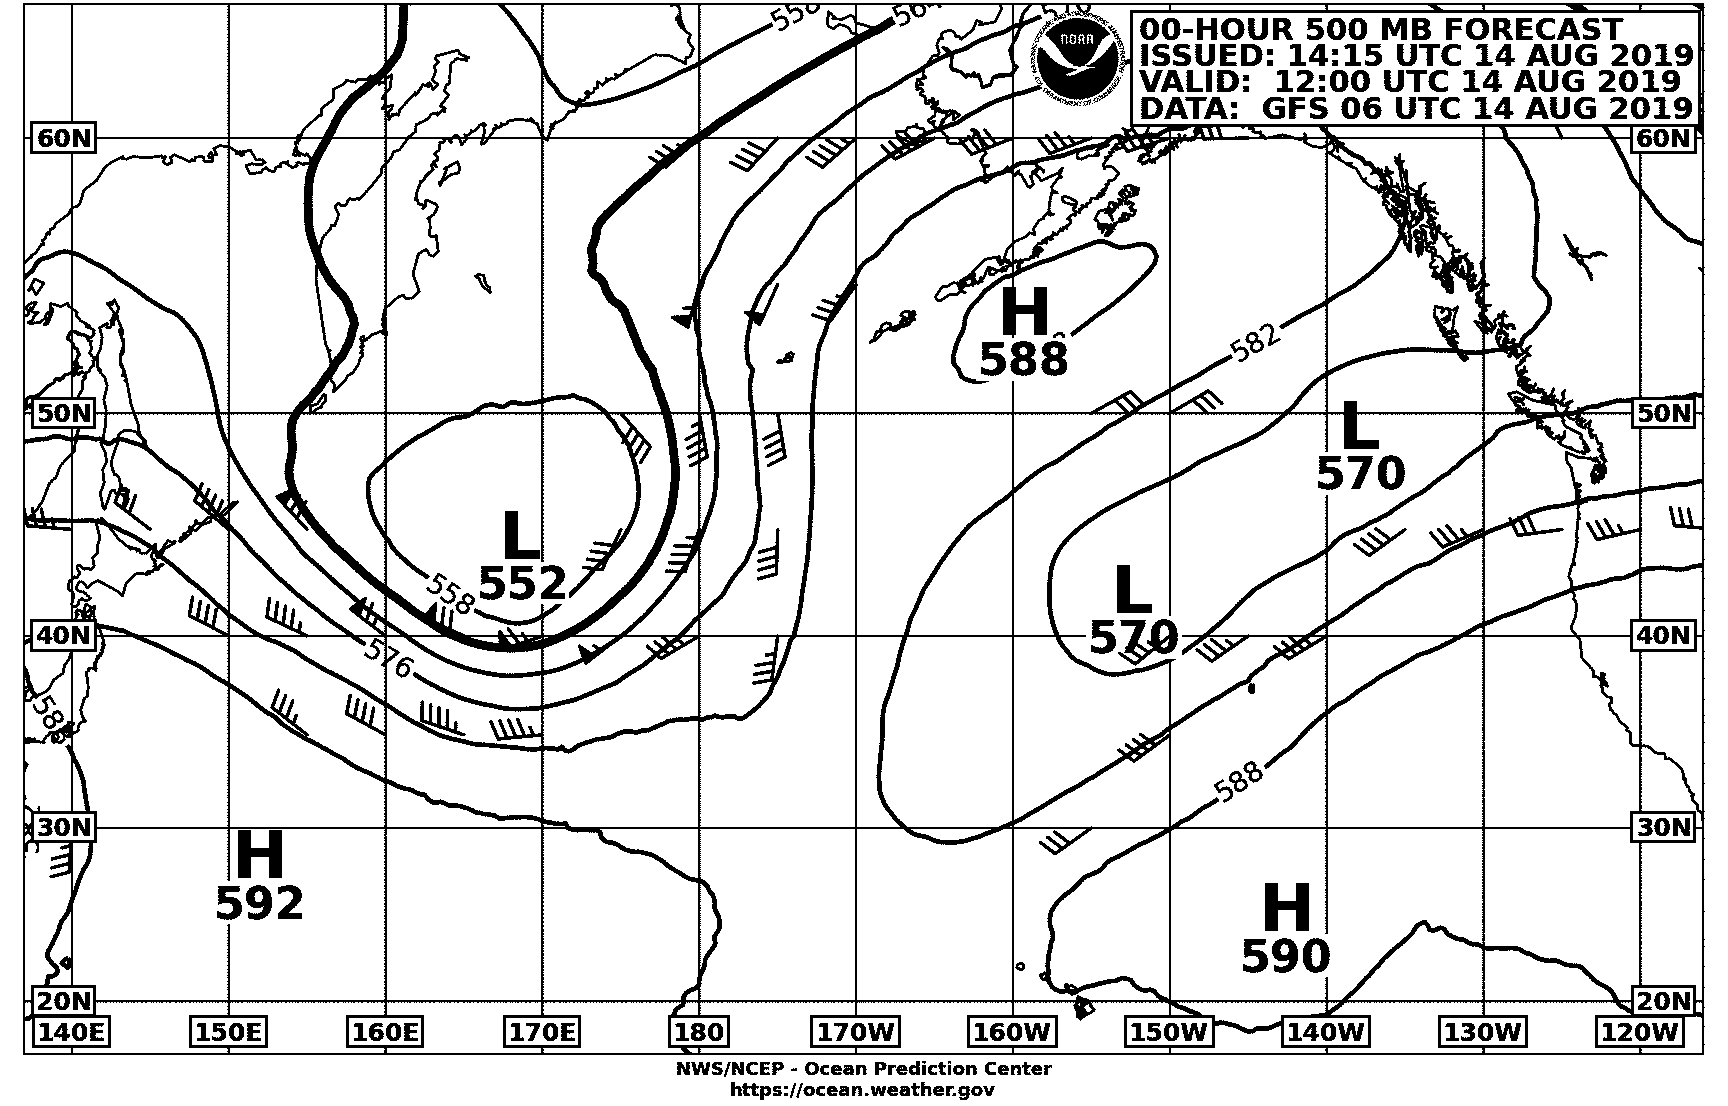 558
564
570
NOAA
00-HOUR 500 MB FORECAST
ISSUED: 14:15 UTC 14 AUG 2019
VALID: 12:00 UTC 14 AUG 2019
DATA: GFS 06 UTC 14 AUG 2019
60N
60N
H
588
582
50N
L
570
50N
L
552
558
L
570
40N
576
40N
588
30N
H
592
30N
H
590
20N
20N
140E 150E 160E 170E 180 170W 160W 150W 140W 130W 120W
NWS/NCEP - Ocean Prediction Center
https://ocean.weather.gov